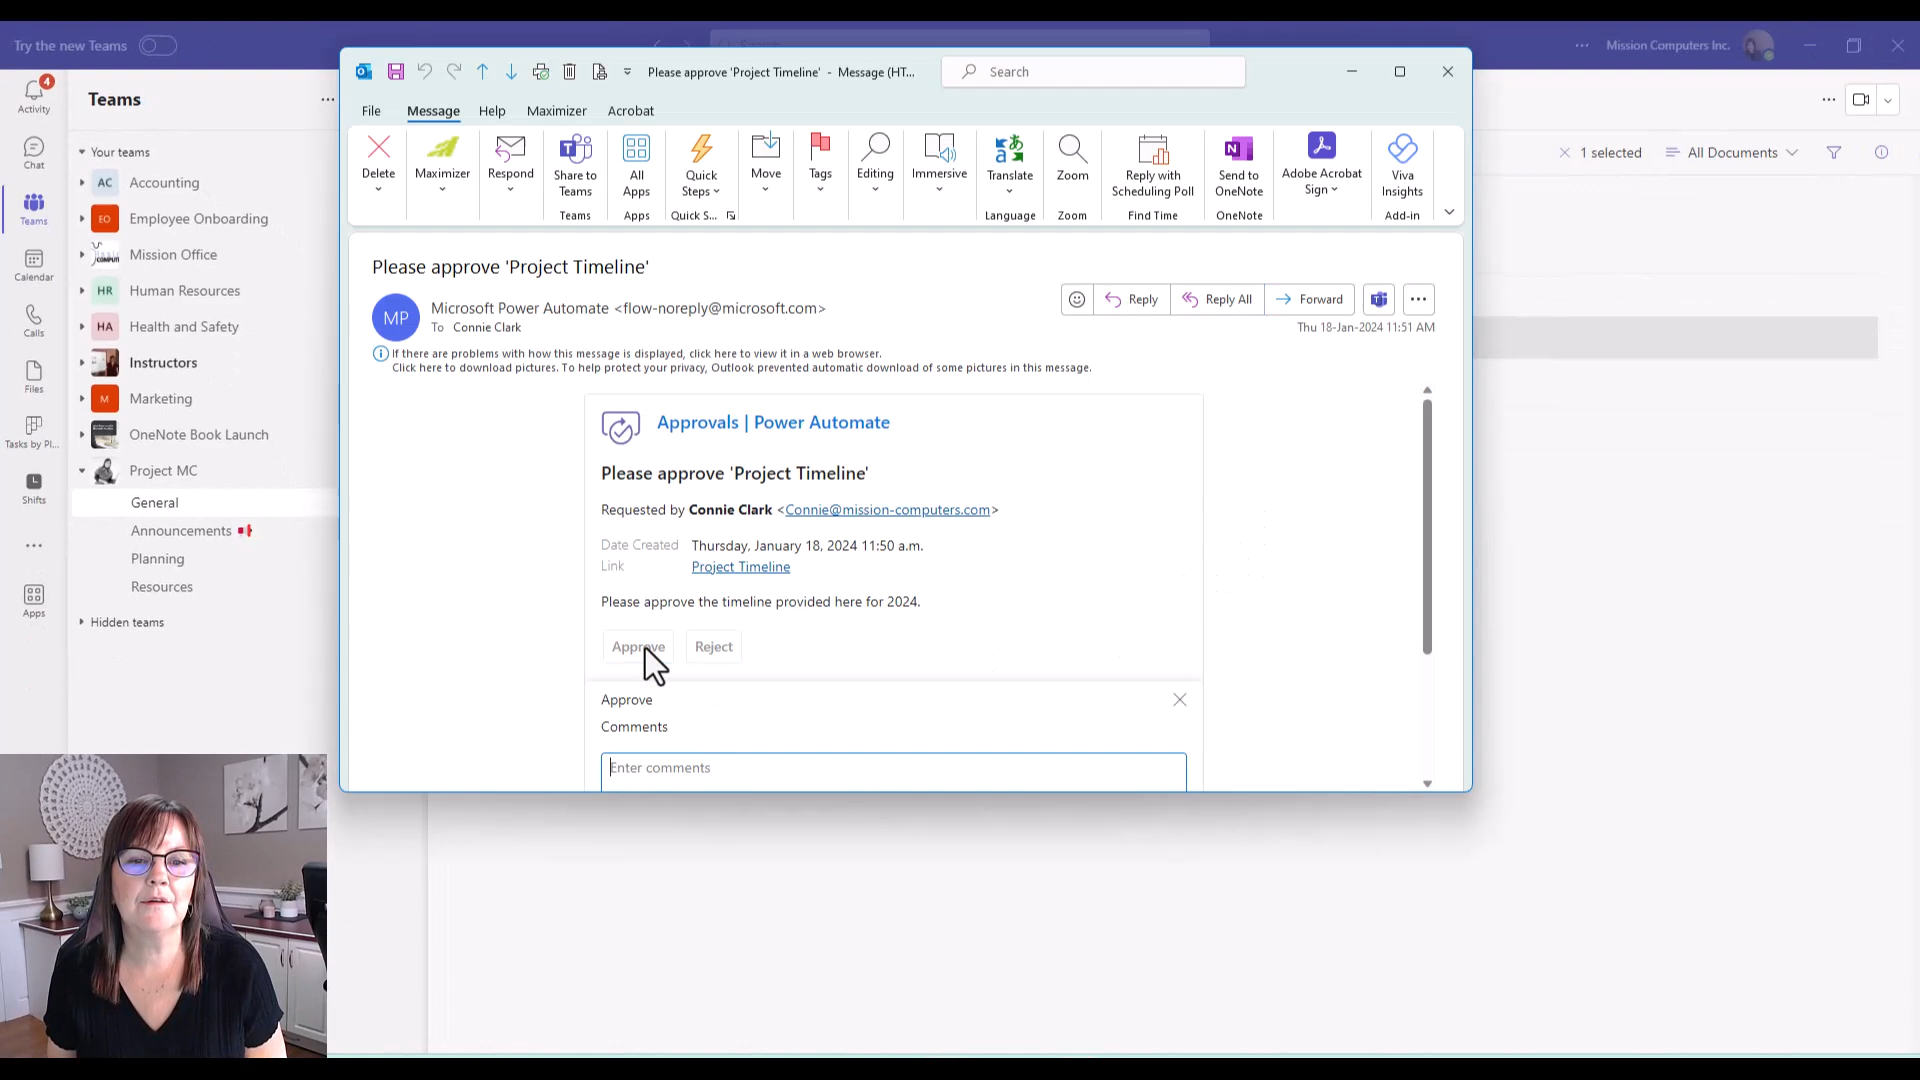 Try the new Teams
Mission Computers Inc.
Please approve 'Project Timeline' - Message (HT...
Search
File
Message
Help
Maximizer
Acrobat
Delete
Maximizer
Respond
Share to
Teams
All
Apps
Quick
Steps
Move
Tags
Editing
Immersive
Translate
Zoom
Reply with
Scheduling Poll
Send to
OneNote
Adobe Acrobat
Sign
Viva
Insights
Teams
Apps
Quick S...
Language
Zoom
Find Time
OneNote
Add-in
4
Activity
Chat
Teams
Calendar
Calls
Files
Tasks by Pl...
Shifts
Apps
Teams
Your teams
AC Accounting
EO Employee Onboarding
Mission Office
HR Human Resources
HA Health and Safety
Instructors
M Marketing
OneNote Book Launch
Project MC
General
Announcements
Planning
Resources
Hidden teams
1 selected
All Documents
Please approve 'Project Timeline'
MP
Microsoft Power Automate <flow-noreply@microsoft.com>
To Connie Clark
Reply
Reply All
Forward
Thu 18-Jan-2024 11:51 AM
If there are problems with how this message is displayed, click here to view it in a web browser.
Click here to download pictures. To help protect your privacy, Outlook prevented automatic download of some pictures in this message.
Approvals | Power Automate
Please approve 'Project Timeline'
Requested by Connie Clark <Connie@mission-computers.com>
Date Created Thursday, January 18, 2024 11:50 a.m.
Link Project Timeline
Please approve the timeline provided here for 2024.
Approve
Reject
Approve
Comments
Enter comments